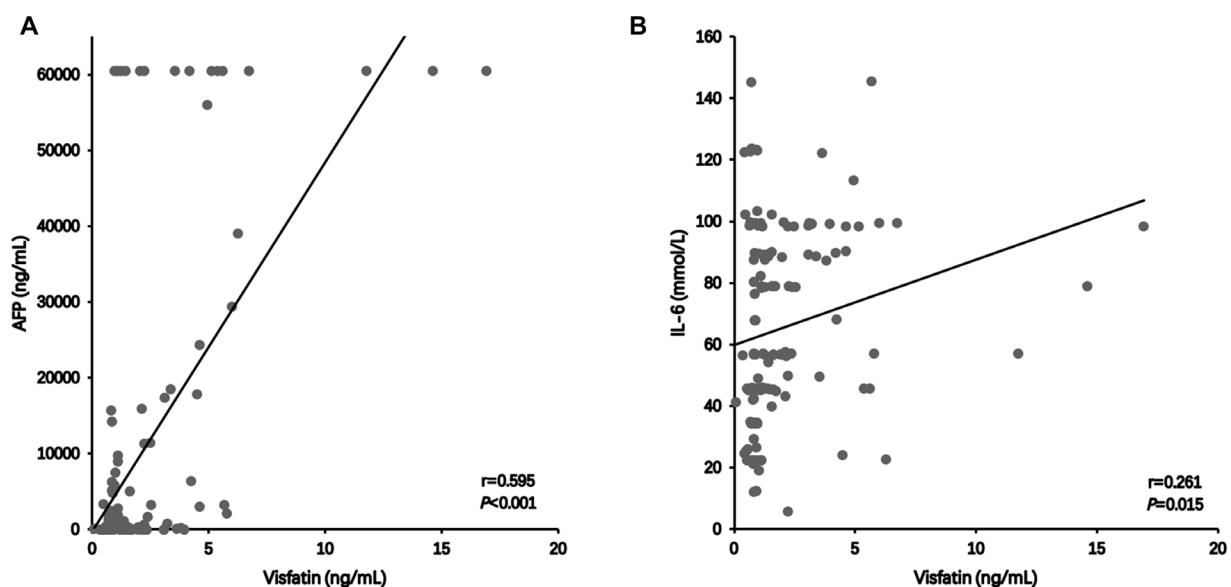 A
AFP (ng/mL)
60000
50000
40000
30000
20000
10000
0
0 5 10 15 20
Visfatin (ng/mL)
r=0.595
P<0.001
B
IL-6 (mmol/L)
160
140
120
100
80
60
40
20
0
0 5 10 15 20
Visfatin (ng/mL)
r=0.261
P=0.015